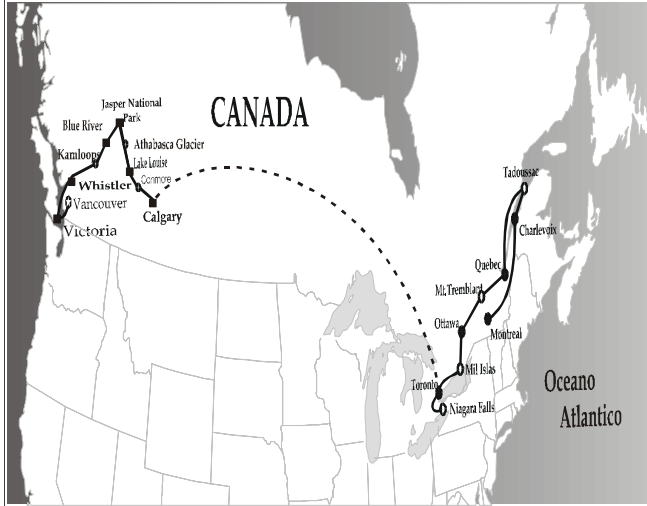 Jasper National
Park
CANADA
Blue River
Athabasca Glacier
Kamloops
Lake Louise
Canmore
Whistler
Vancouver
Calgary
Victoria
Tadoussac
Charlevoix
Quebec
Mt.Tremblant
Ottawa
Montreal
Mil Islas
Toronto
Niagara Falls
Oceano
Atlantico